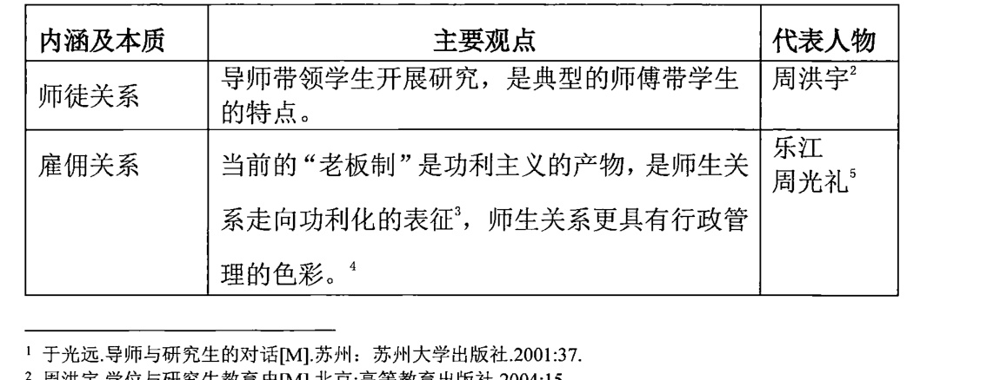 内涵及本质 主要观点 代表人物
师徒关系
导师带领学生开展研究，是典型的师傅带学生
的特点。
周洪宇²
雇佣关系
当前的“老板制”是功利主义的产物，是师生关
系走向功利化的表征³，师生关系更具有行政管
理的色彩。⁴
乐江
周光礼⁵
¹ 于光远.导师与研究生的对话[M].苏州：苏州大学出版社.2001:37.
² 周洪宇.学位与研究生教育史[M].北京:高等教育出版社.2004:15.